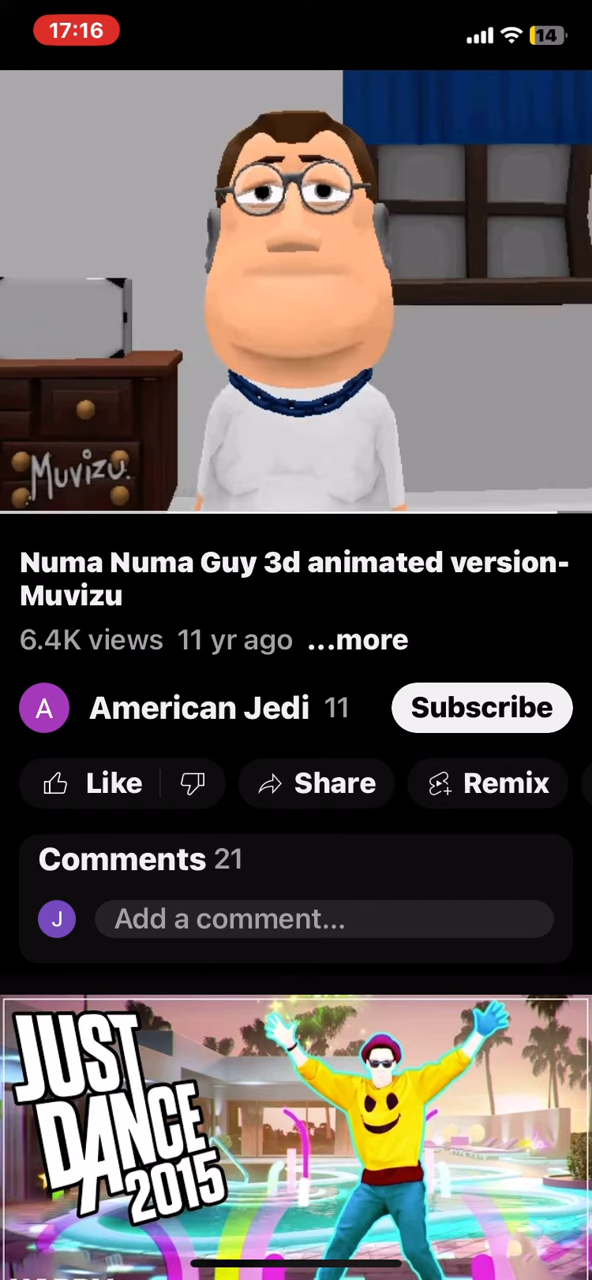 17:16
14
Muvizu.
Numa Numa Guy 3d animated version-
Muvizu
6.4K views 11 yr ago ...more
A
American Jedi 11
Subscribe
Like
Share
Remix
Comments 21
J
Add a comment...
JUST
DANCE
2015